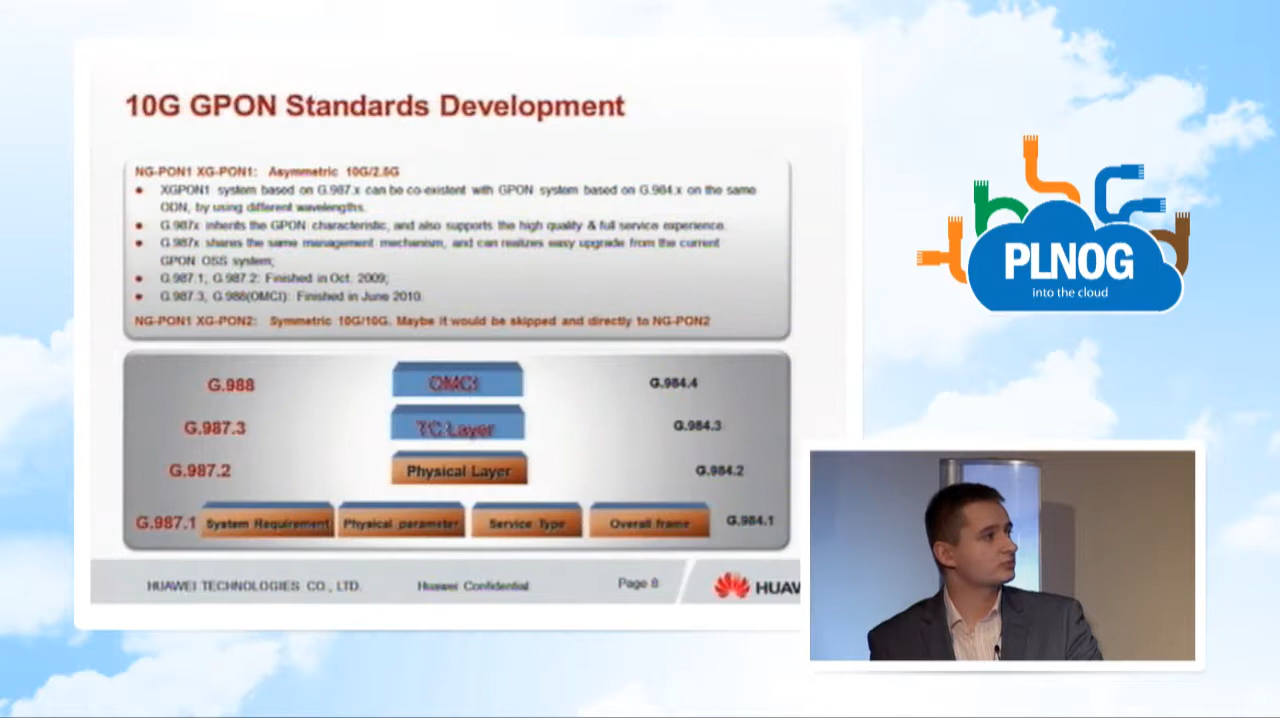 10G GPON Standards Development
NG-PON1 XG-PON1: Asymmetric 10G/2.5G
XGPON1 system based on G.987.x can be co-existent with GPON system based on G.984.x on the same
ODN, by using different wavelengths.
G.987x inherits the GPON characteristic, and also supports the high quality & full service experience.
G.987x shares the same management mechanism, and can realizes easy upgrade from the current
GPON OSS system;
G.987.1, G.987.2: Finished in Oct. 2009;
G.987.3, G.988(OMCI): Finished in June 2010.
NG-PON1 XG-PON2: Symmetric 10G/10G. Maybe it would be skipped and directly to NG-PON2
G.988 OMCI G.984.4
G.987.3 TC Layer G.984.3
G.987.2 Physical Layer G.984.2
G.987.1 System Requirement Physical parameter Service Type Overall frame G.984.1
HUAWEI TECHNOLOGIES CO., LTD. Huawei Confidential Page 8 HUAW
PLNOG
into the cloud